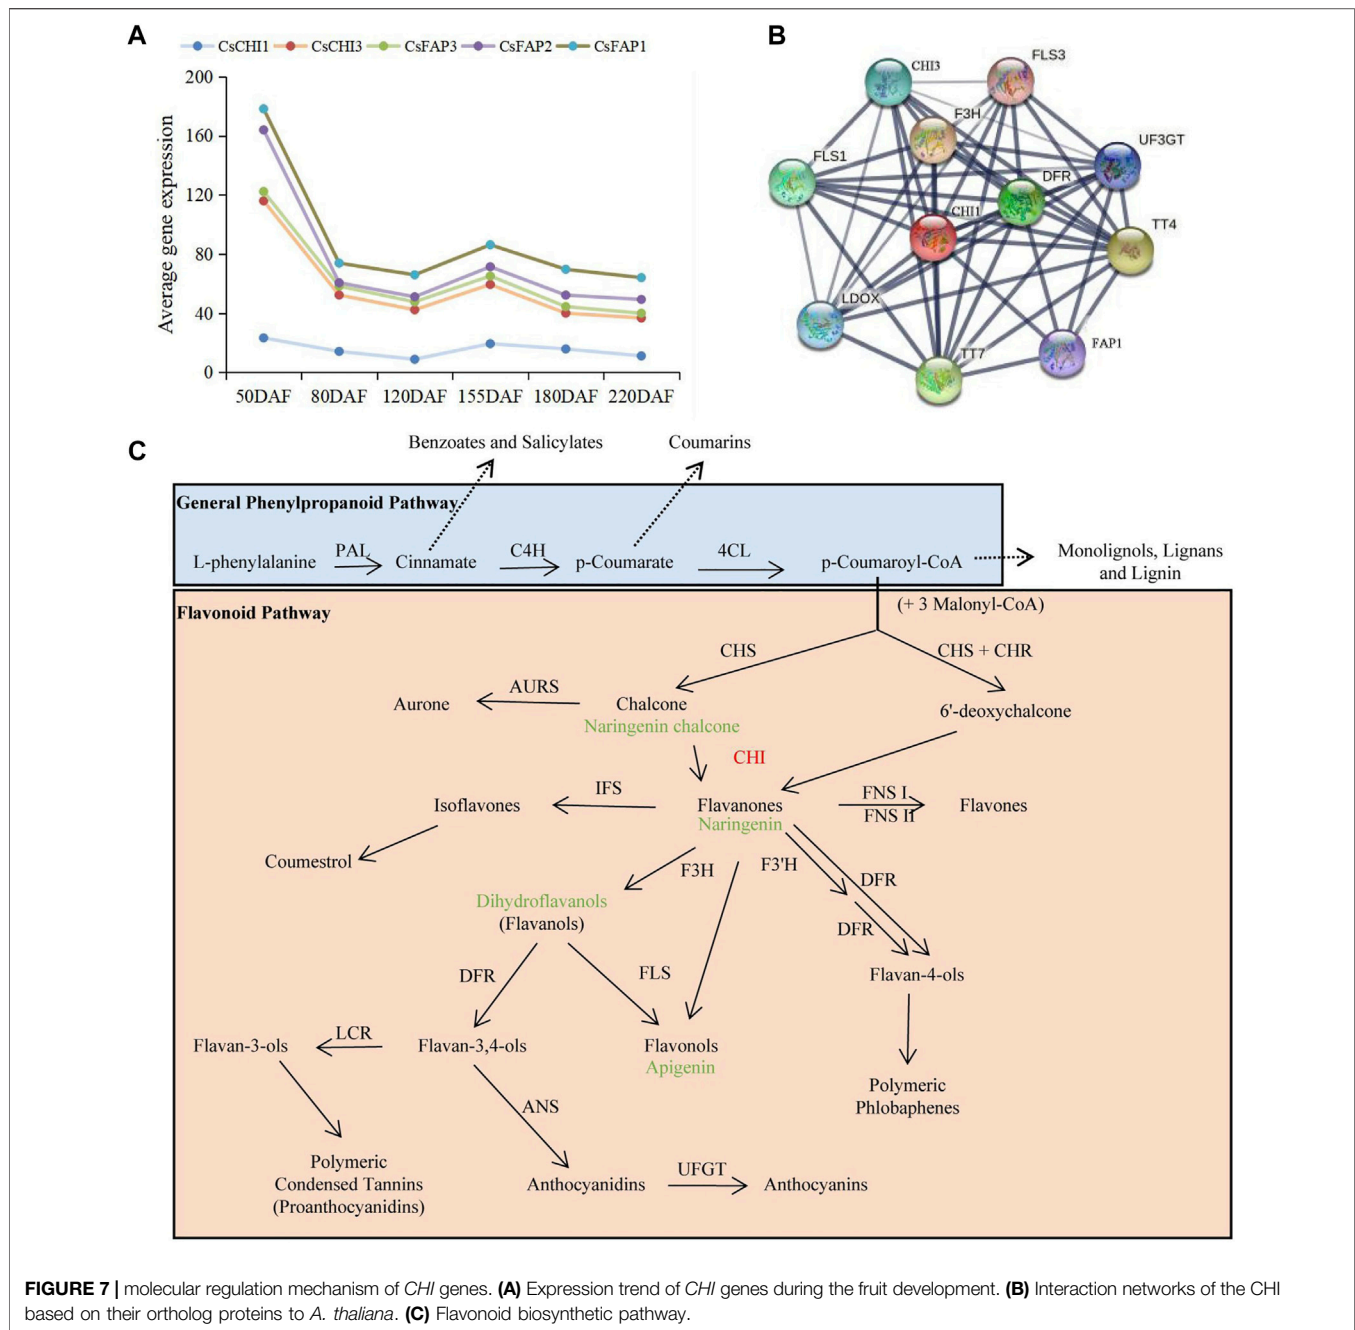 A
CsCHI1 CsCHI3 CsFAP3 CsFAP2 CsFAP1
Average gene expression
200
160
120
80
40
0
50DAF 80DAF 120DAF 155DAF 180DAF 220DAF
B
CHI3
FLS3
F3H
UF3GT
FLS1
DFR
CHI1
TT4
LDOX
FAP1
TT7
C
Benzoates and Salicylates
Coumarins
General Phenylpropanoid Pathway
L-phenylalanine PAL Cinnamate C4H p-Coumarate 4CL p-Coumaroyl-CoA
Monolignols, Lignans
and Lignin
Flavonoid Pathway
(+ 3 Malonyl-CoA)
CHS
CHS + CHR
Aurone AURS Chalcone
Naringenin chalcone
6'-deoxychalcone
CHI
Isoflavones IFS Flavanones
Naringenin
FNS I
FNS II
Flavones
Coumestrol
F3H
F3'H
DFR
DFR
Dihydroflavanols
(Flavanols)
DFR
FLS
Flavan-4-ols
Flavan-3-ols LCR Flavan-3,4-ols
Flavonols
Apigenin
Polymeric
Phlobaphenes
ANS
Polymeric
Condensed Tannins
(Proanthocyanidins)
Anthocyanidins UFGT Anthocyanins
FIGURE 7 | molecular regulation mechanism of CHI genes. (A) Expression trend of CHI genes during the fruit development. (B) Interaction networks of the CHI
based on their ortholog proteins to A. thaliana. (C) Flavonoid biosynthetic pathway.